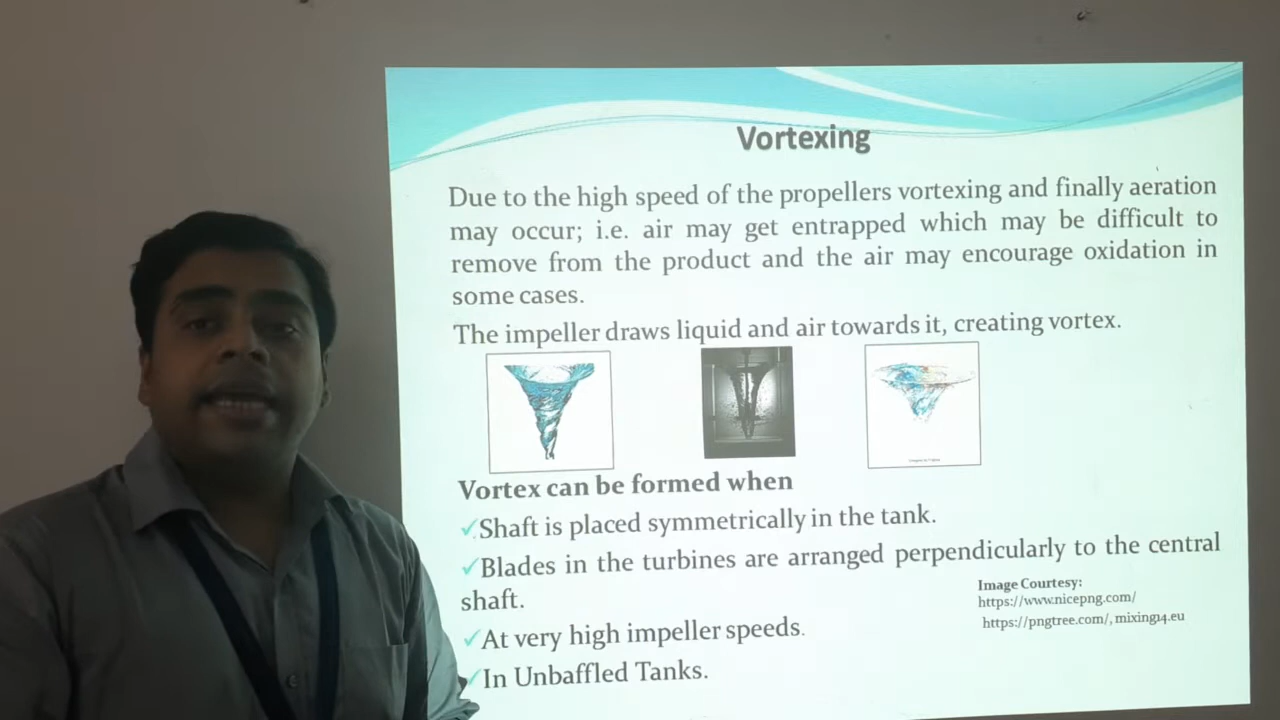 Vortexing
Due to the high speed of the propellers vortexing and finally aeration
may occur; i.e. air may get entrapped which may be difficult to
remove from the product and the air may encourage oxidation in
some cases.
The impeller draws liquid and air towards it, creating vortex.
Vortex can be formed when
✓Shaft is placed symmetrically in the tank.
✓Blades in the turbines are arranged perpendicularly to the central
shaft.
✓At very high impeller speeds.
✓In Unbaffled Tanks.
Image Courtesy:
https://www.nicepng.com/
https://pngtree.com/, mixing14.eu